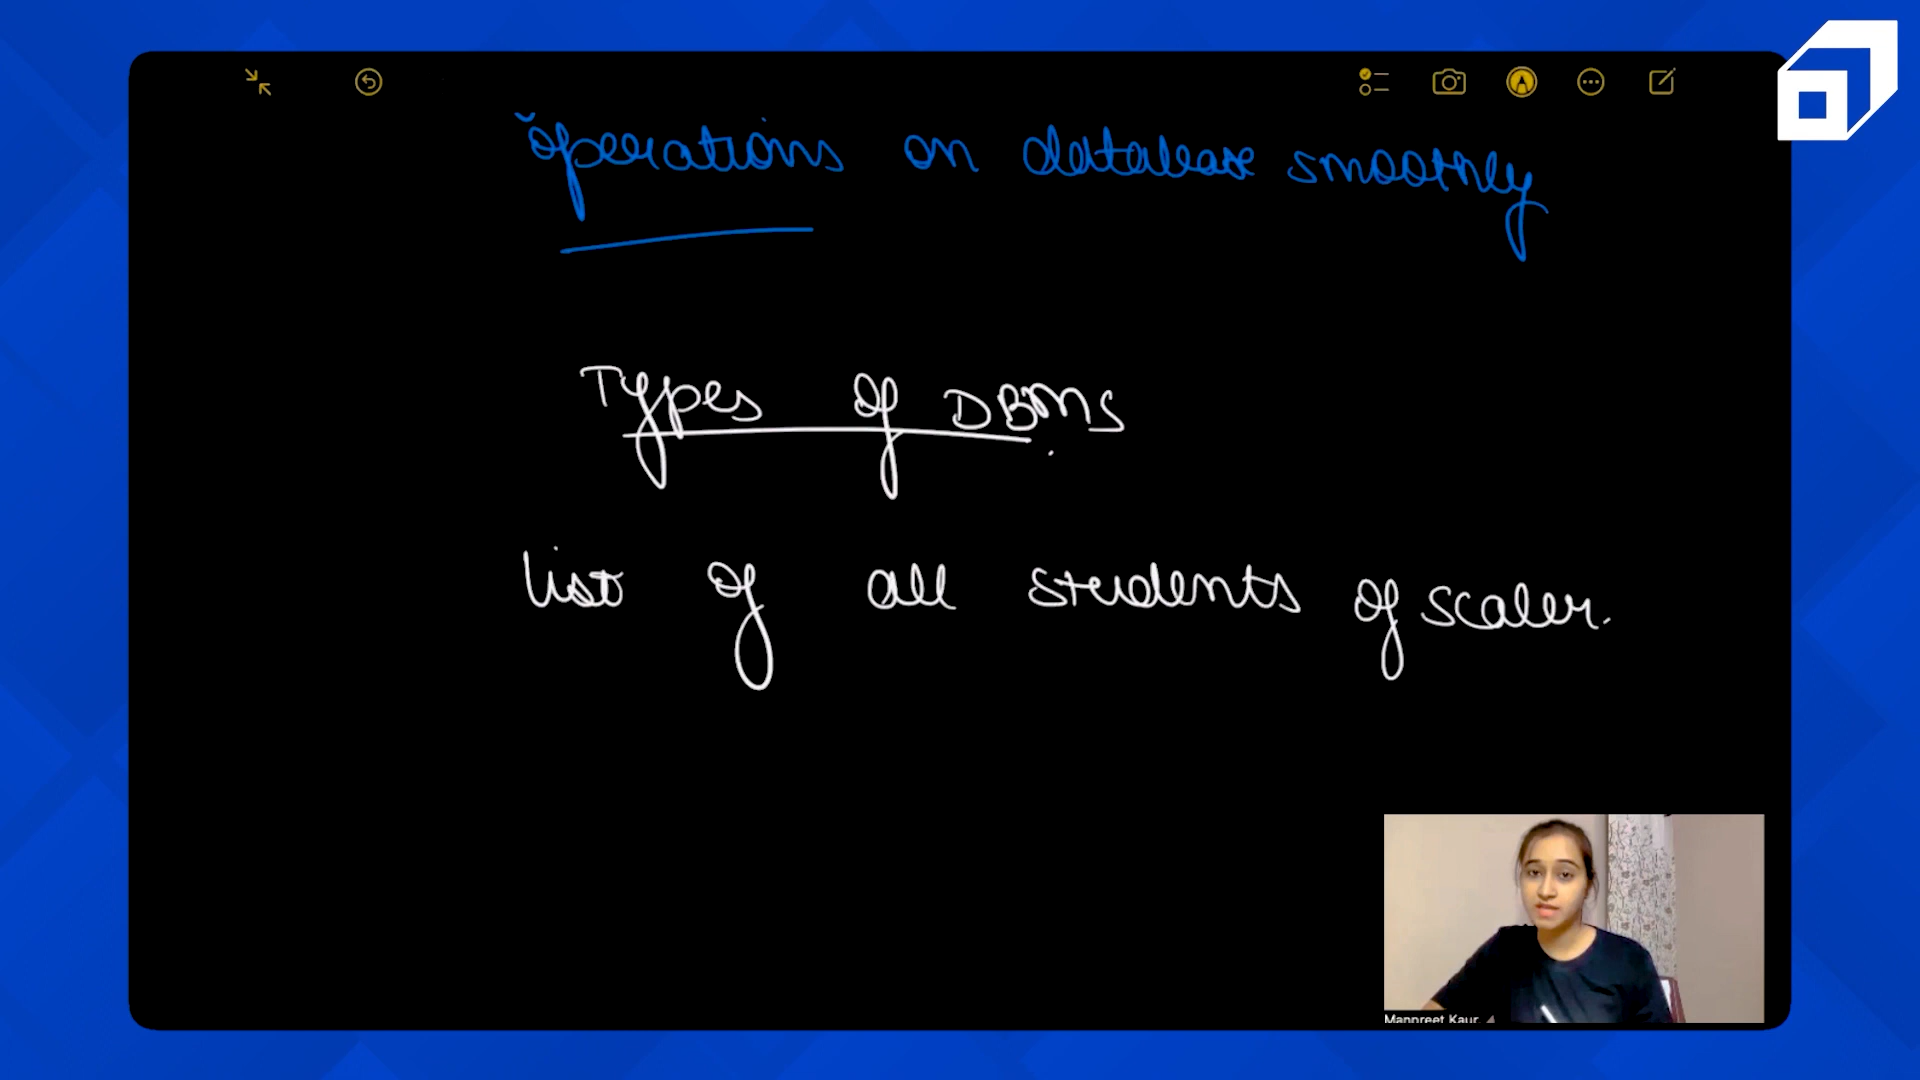 operations on database smoothly
Types of DBMS
list of all students of scaler.
Manpreet Kaur